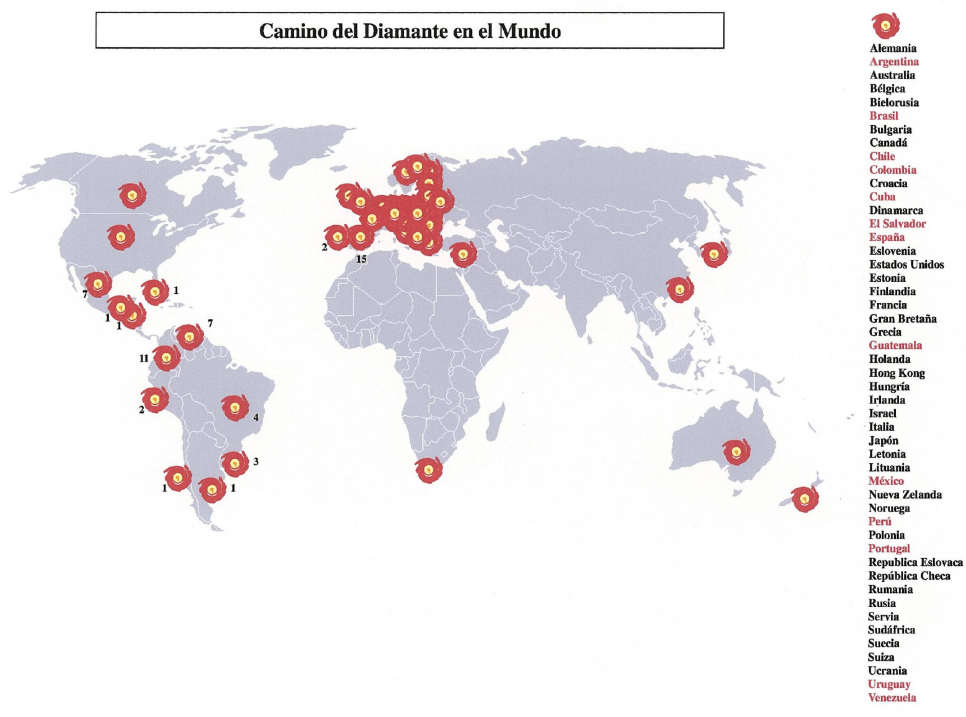 Camino del Diamante en el Mundo
Alemania
Argentina
Australia
Bélgica
Bielorusia
Brasil
Bulgaria
Canadá
Chile
Colombia
Croacia
Cuba
Dinamarca
El Salvador
España
Eslovenia
Estados Unidos
Estonia
Finlandia
Francia
Gran Bretaña
Grecia
Guatemala
Holanda
Hong Kong
Hungría
Irlanda
Israel
Italia
Japón
Letonia
Lituania
México
Nueva Zelanda
Noruega
Perú
Polonia
Portugal
Republica Eslovaca
República Checa
Rumania
Rusia
Servia
Sudáfrica
Suecia
Suiza
Ucrania
Uruguay
Venezuela
2
15
7
1
1
1
7
11
2
4
3
1
1